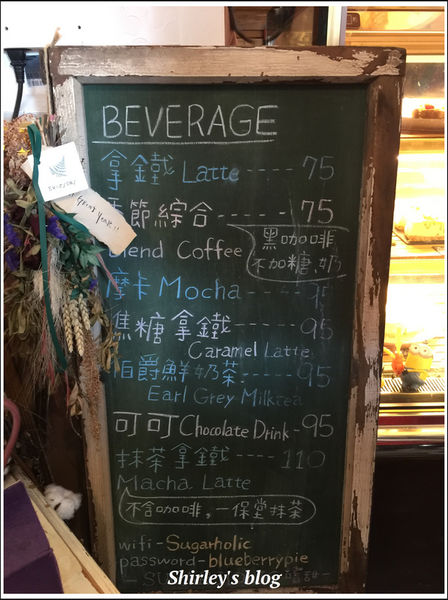 BEVERAGE
拿鐵 Latte ---- 75
節綜合 ----- 75
Blend Coffee
黑咖啡
不加糖、奶
摩卡 Mocha ---- 95
焦糖拿鐵 ---- 95
Caramel Latte
伯爵鮮奶茶 ---- 95
Earl Grey Milktea
可可 Chocolate Drink - 95
抹茶拿鐵 ---- 110
Macha Latte
不含咖啡, 一保堂抹茶
wifi - Sugarholic
password - blueberrypie
Shirley's blog